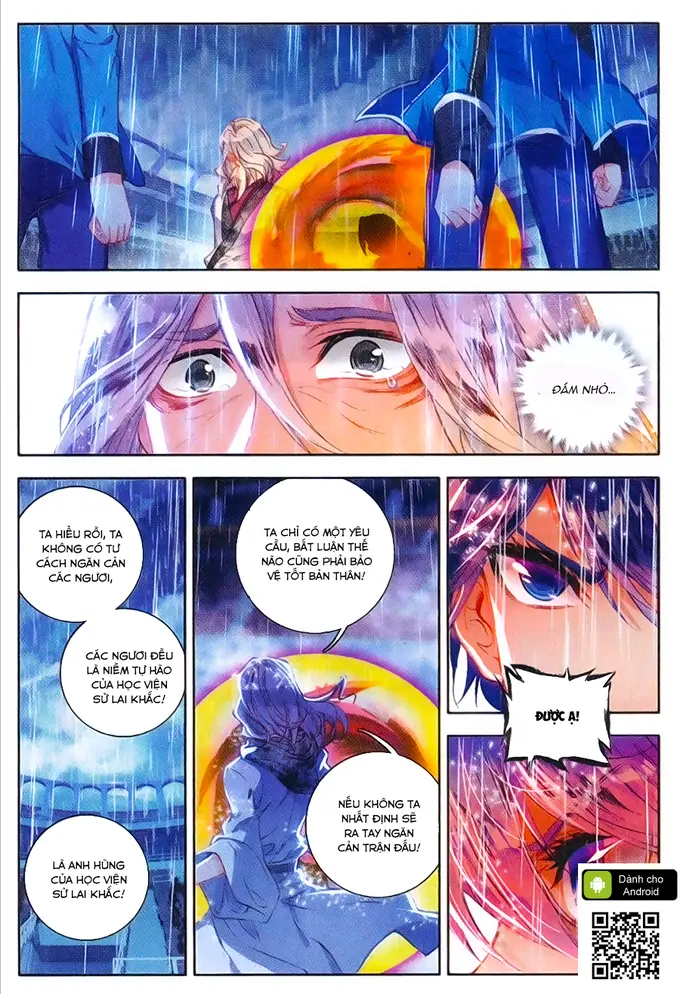 ĐÁM NHỎ...
TA HIỂU RỒI, TA
KHÔNG CÓ TƯ
CÁCH NGĂN CẢN
CÁC NGƯƠI,
CÁC NGƯƠI ĐỀU
LÀ NIỀM TỰ HÀO
CỦA HỌC VIỆN
SỬ LAI KHẮC!
LÀ ANH HÙNG
CỦA HỌC VIỆN
SỬ LAI KHẮC!
TA CHỈ CÓ MỘT YÊU
CẦU, BẤT LUẬN THẾ
NÀO CŨNG PHẢI BẢO
VỆ TỐT BẢN THÂN!
NẾU KHÔNG TA
NHẤT ĐỊNH SẼ
RA TAY NGĂN
CẢN TRẬN ĐẤU!
ĐƯỢC Ạ!
Dành cho
Android